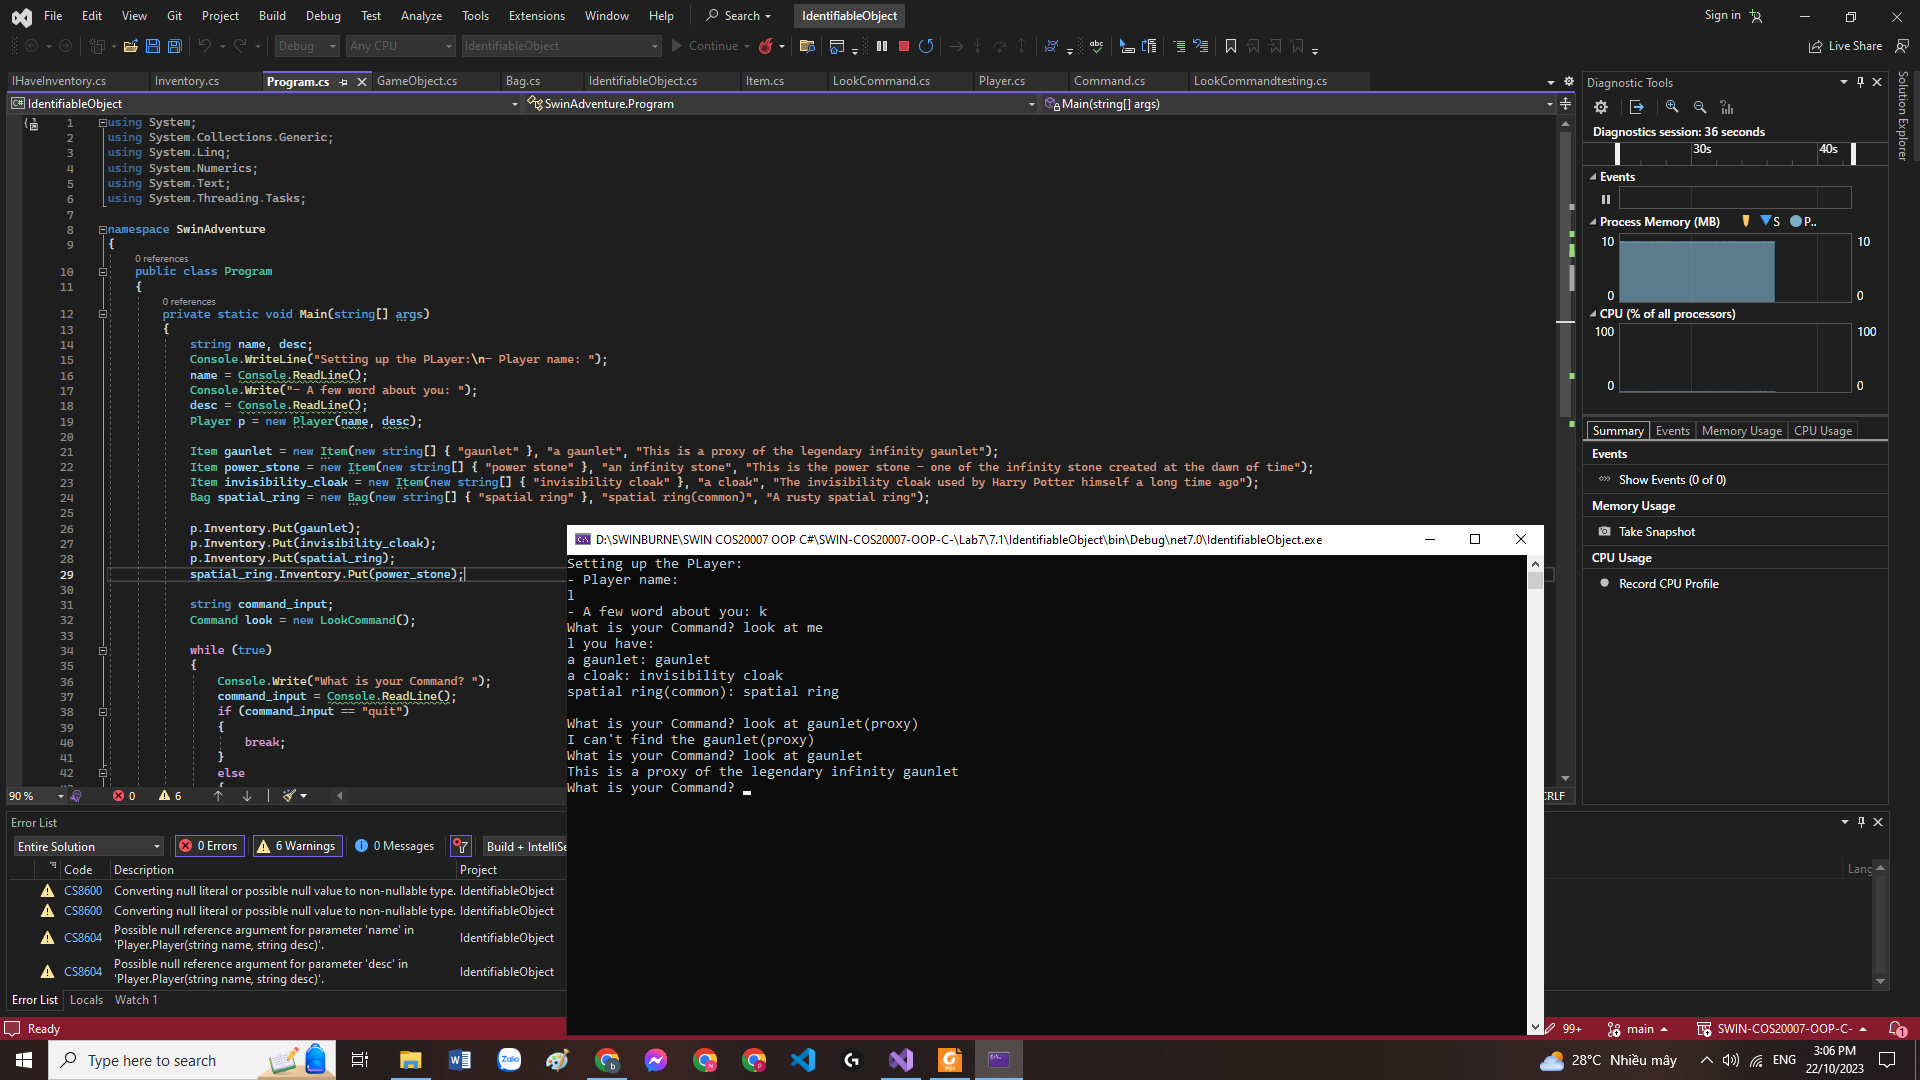 File Edit View Git Project Build Debug Test Analyze Tools Extensions Window Help Search IdentifiableObject Sign in
Debug Any CPU IdentifiableObject Continue Live Share
IHaveInventory.cs Inventory.cs Program.cs GameObject.cs Bag.cs IdentifiableObject.cs Item.cs LookCommand.cs Player.cs Command.cs LookCommandtesting.cs
IdentifiableObject SwinAdventure.Program Main(string[] args)
1 using System;
2 using System.Collections.Generic;
3 using System.Linq;
4 using System.Numerics;
5 using System.Text;
6 using System.Threading.Tasks;
7
8 namespace SwinAdventure
9 {
0 references
10 public class Program
11 {
0 references
12 private static void Main(string[] args)
13 {
14 string name, desc;
15 Console.WriteLine("Setting up the PLayer:\n- Player name: ");
16 name = Console.ReadLine();
17 Console.Write("- A few word about you: ");
18 desc = Console.ReadLine();
19 Player p = new Player(name, desc);
20
21 Item gaunlet = new Item(new string[] { "gaunlet" }, "a gaunlet", "This is a proxy of the legendary infinity gaunlet");
22 Item power_stone = new Item(new string[] { "power stone" }, "an infinity stone", "This is the power stone - one of the infinity stone created at the dawn of time");
23 Item invisibility_cloak = new Item(new string[] { "invisibility cloak" }, "a cloak", "The invisibility cloak used by Harry Potter himself a long time ago");
24 Bag spatial_ring = new Bag(new string[] { "spatial ring" }, "spatial ring(common)", "A rusty spatial ring");
25
26 p.Inventory.Put(gaunlet);
27 p.Inventory.Put(invisibility_cloak);
28 p.Inventory.Put(spatial_ring);
29 spatial_ring.Inventory.Put(power_stone);
30
31 string command_input;
32 Command look = new LookCommand();
33
34 while (true)
35 {
36 Console.Write("What is your Command? ");
37 command_input = Console.ReadLine();
38 if (command_input == "quit")
39 {
40 break;
41 }
42 else
90 % 0 6 CRLF
D:\SWINBURNE\SWIN COS20007 OOP C#\SWIN-COS20007-OOP-C-\Lab7\7.1\IdentifiableObject\bin\Debug\net7.0\IdentifiableObject.exe
Setting up the PLayer:
- Player name:
l
- A few word about you: k
What is your Command? look at me
l you have:
a gaunlet: gaunlet
a cloak: invisibility cloak
spatial ring(common): spatial ring
What is your Command? look at gaunlet(proxy)
I can't find the gaunlet(proxy)
What is your Command? look at gaunlet
This is a proxy of the legendary infinity gaunlet
What is your Command?
Diagnostic Tools
Diagnostics session: 36 seconds
30s 40s
Events
Process Memory (MB) S P..
10 10
0 0
CPU (% of all processors)
100 100
0 0
Summary Events Memory Usage CPU Usage
Events
Show Events (0 of 0)
Memory Usage
Take Snapshot
CPU Usage
Record CPU Profile
Solution Explorer
Error List
Entire Solution 0 Errors 6 Warnings 0 Messages Build + IntelliSe
Code Description Project Lang
CS8600 Converting null literal or possible null value to non-nullable type. IdentifiableObject
CS8600 Converting null literal or possible null value to non-nullable type. IdentifiableObject
CS8604 Possible null reference argument for parameter 'name' in 'Player.Player(string name, string desc)'. IdentifiableObject
CS8604 Possible null reference argument for parameter 'desc' in 'Player.Player(string name, string desc)'. IdentifiableObject
Error List Locals Watch 1
Ready 99+ main SWIN-COS20007-OOP-C- 1
Type here to search Zalo 28°C Nhiều mây ENG 3:06 PM
22/10/2023